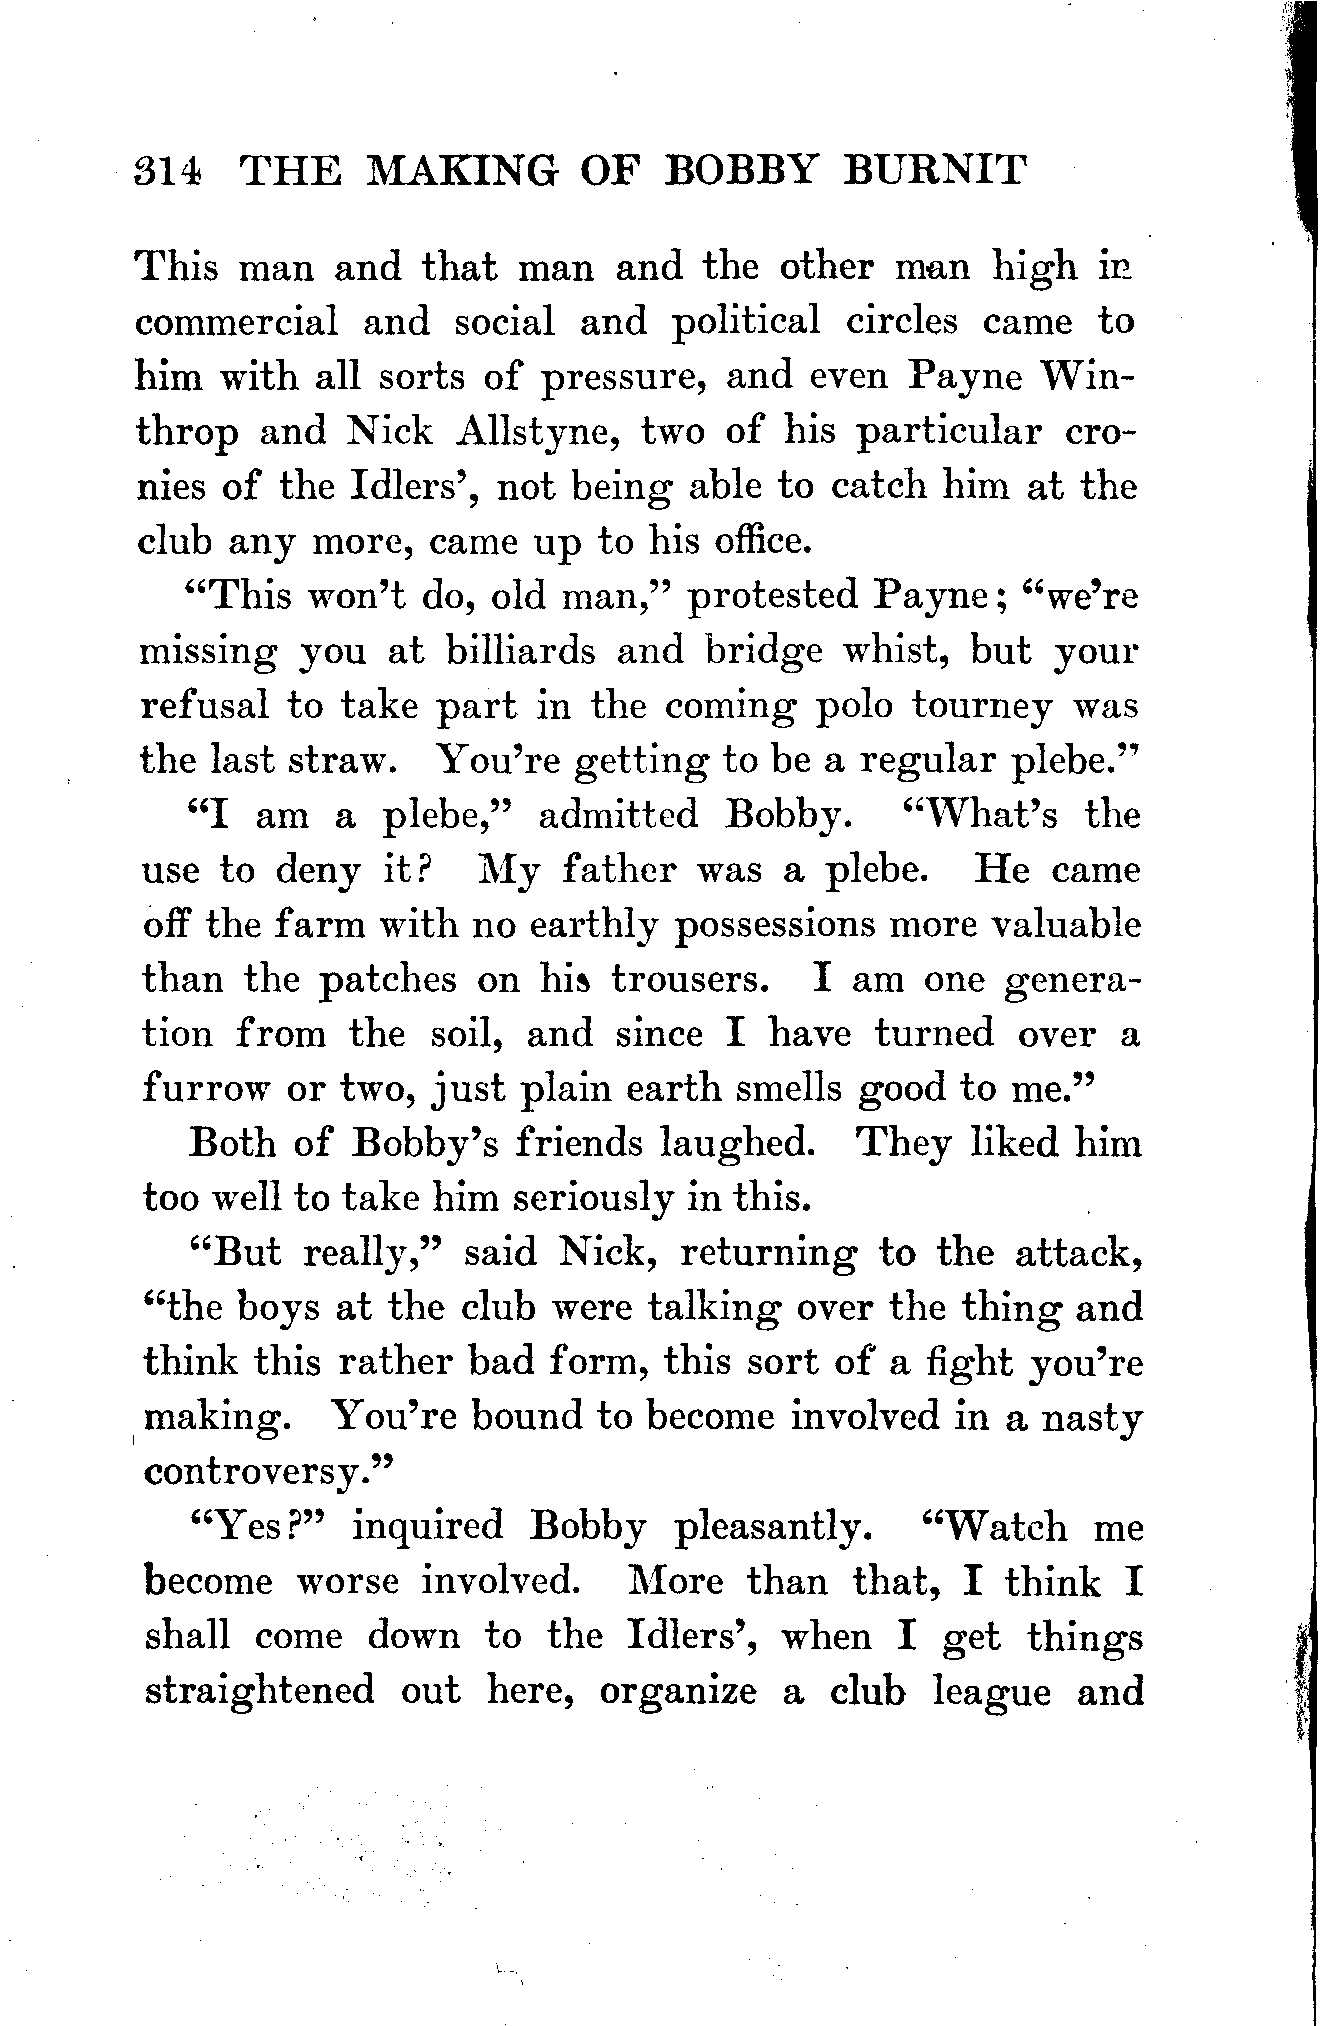 314 THE MAKING OF BOBBY BURNIT
This man and that man and the other man high in
commercial and social and political circles came to
him with all sorts of pressure, and even Payne Win-
throp and Nick Allstyne, two of his particular cro-
nies of the Idlers’, not being able to catch him at the
club any more, came up to his office.
“This won’t do, old man,” protested Payne; “we’re
missing you at billiards and bridge whist, but your
refusal to take part in the coming polo tourney was
the last straw. You’re getting to be a regular plebe.”
“I am a plebe,” admitted Bobby. “What’s the
use to deny it? My father was a plebe. He came
off the farm with no earthly possessions more valuable
than the patches on his trousers. I am one genera-
tion from the soil, and since I have turned over a
furrow or two, just plain earth smells good to me.”
Both of Bobby’s friends laughed. They liked him
too well to take him seriously in this.
“But really,” said Nick, returning to the attack,
“the boys at the club were talking over the thing and
think this rather bad form, this sort of a fight you’re
making. You’re bound to become involved in a nasty
controversy.”
“Yes?” inquired Bobby pleasantly. “Watch me
become worse involved. More than that, I think I
shall come down to the Idlers’, when I get things
straightened out here, organize a club league and